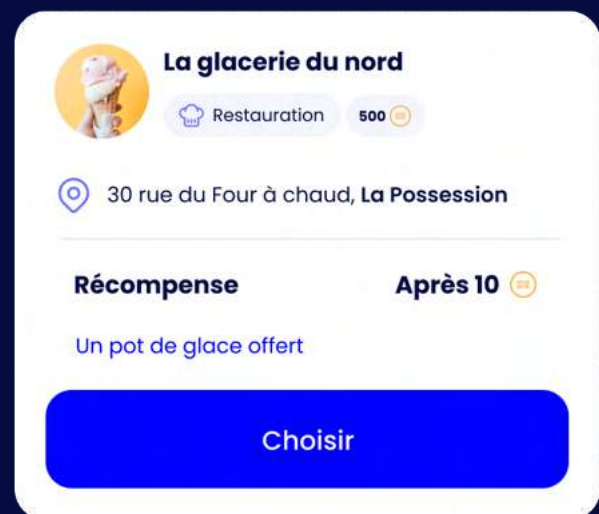 La glacerie du nord
Restauration 500
30 rue du Four à chaud, La Possession
Récompense Après 10
Un pot de glace offert
Choisir